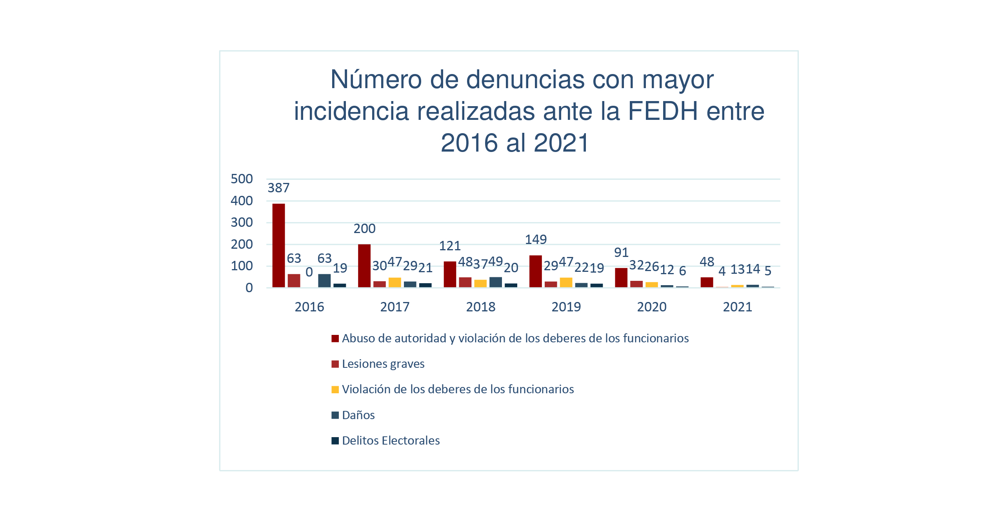 Número de denuncias con mayor
incidencia realizadas ante la FEDH entre
2016 al 2021
500
400
300
200
100
0
387 63 0 63 19
200 30 47 29 21
121 48 37 49 20
149 29 47 22 19
91 32 26 12 6
48 4 13 14 5
2016 2017 2018 2019 2020 2021
Abuso de autoridad y violación de los deberes de los funcionarios
Lesiones graves
Violación de los deberes de los funcionarios
Daños
Delitos Electorales